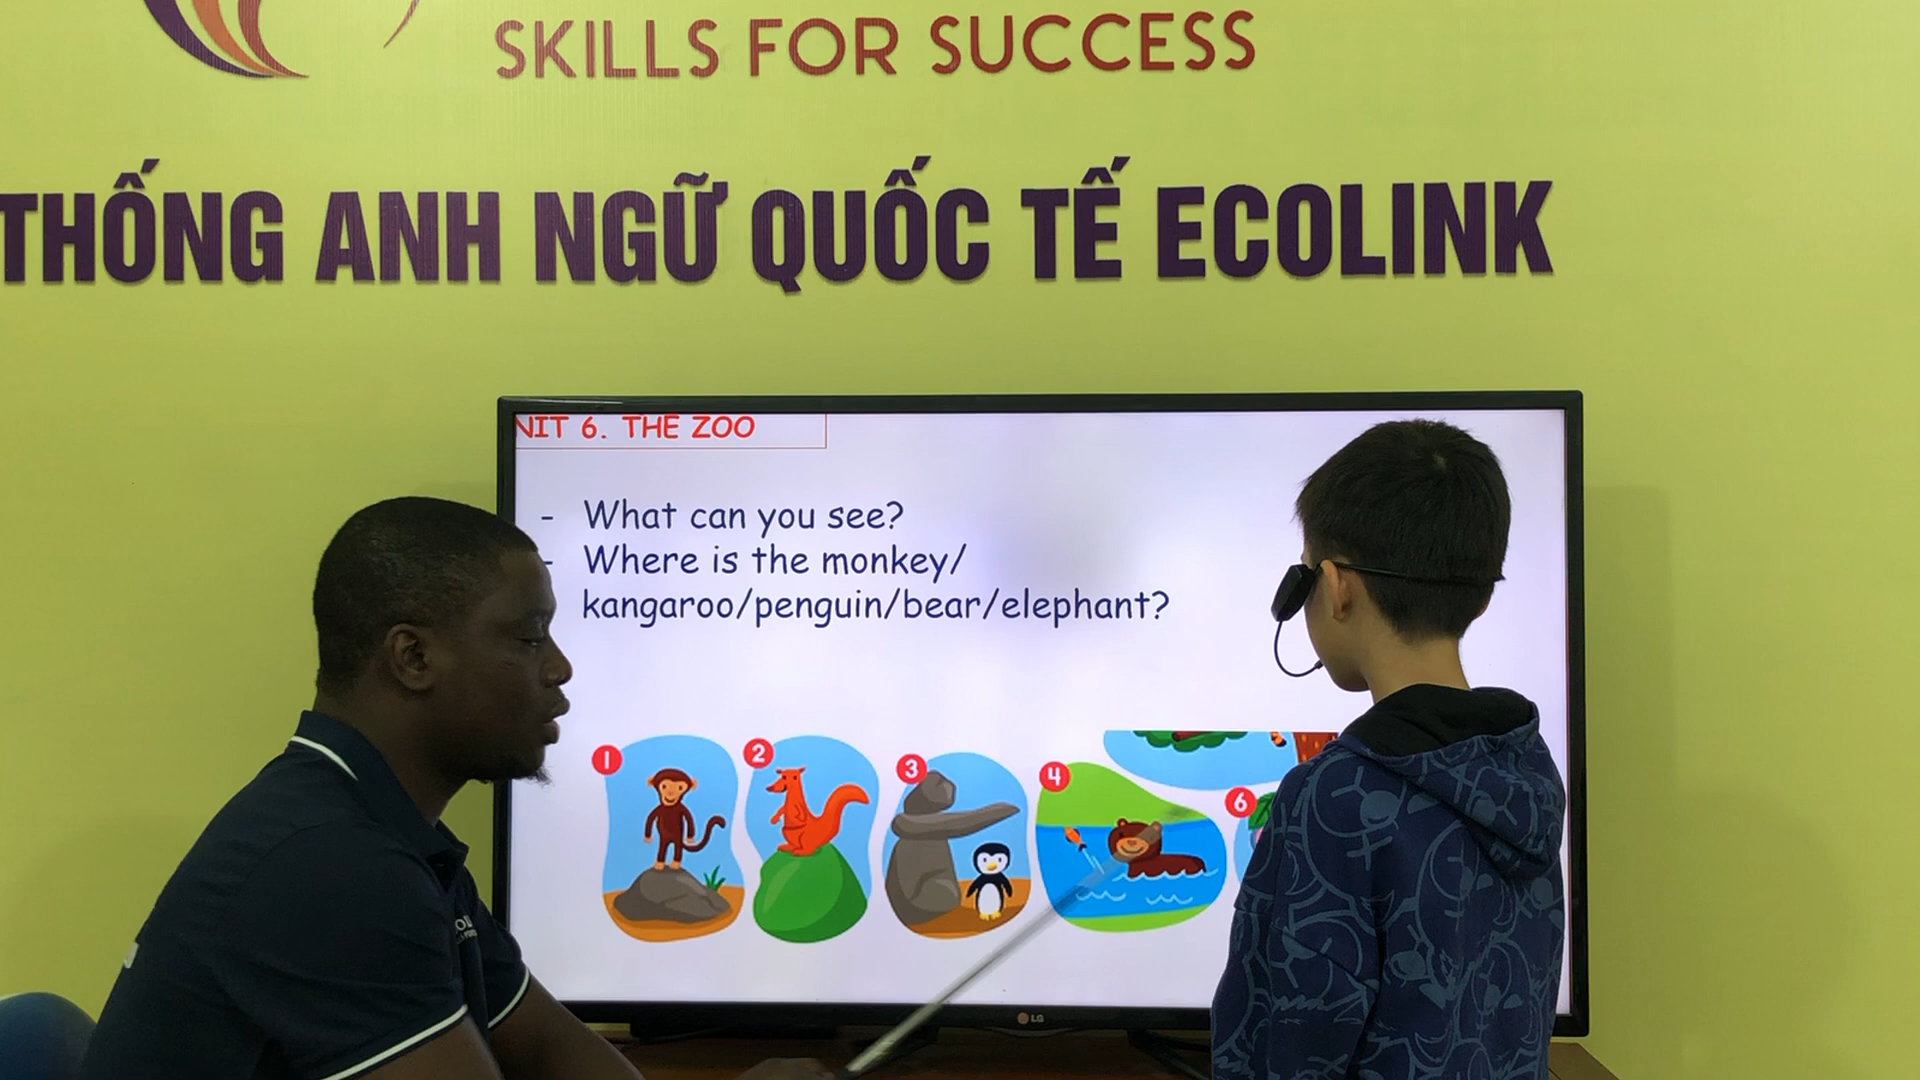 SKILLS FOR SUCCESS
THỐNG ANH NGỮ QUỐC TẾ ECOLINK
NIT 6. THE ZOO
- What can you see?
- Where is the monkey/
kangaroo/penguin/bear/elephant?
1
2
3
4
6
LG